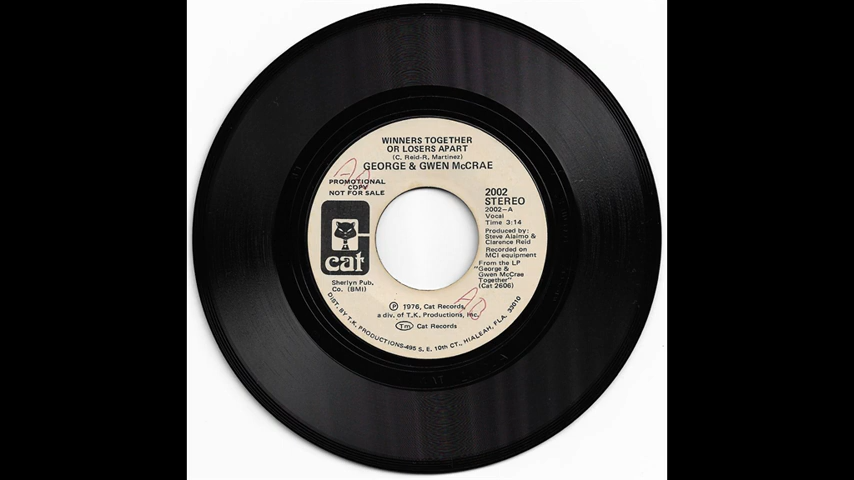 WINNERS TOGETHER
OR LOSERS APART
(C. Reid-R. Martinez)
GEORGE & GWEN McCRAE
PROMOTIONAL
COPY
NOT FOR SALE
2002
STEREO
2002-A
Vocal
Time 3:14
Produced by:
Steve Alaimo &
Clarence Reid
Recorded on
MCI equipment
From the LP
"George &
Gwen McCrae
Together"
(Cat 2606)
cat
Sherlyn Pub.
Co. (BMI)
℗ 1976, Cat Records,
a div. of T.K. Productions, Inc.
Tm Cat Records
DIST. BY T.K. PRODUCTIONS-495 S. E. 10th CT., HIALEAH, FLA. 33010